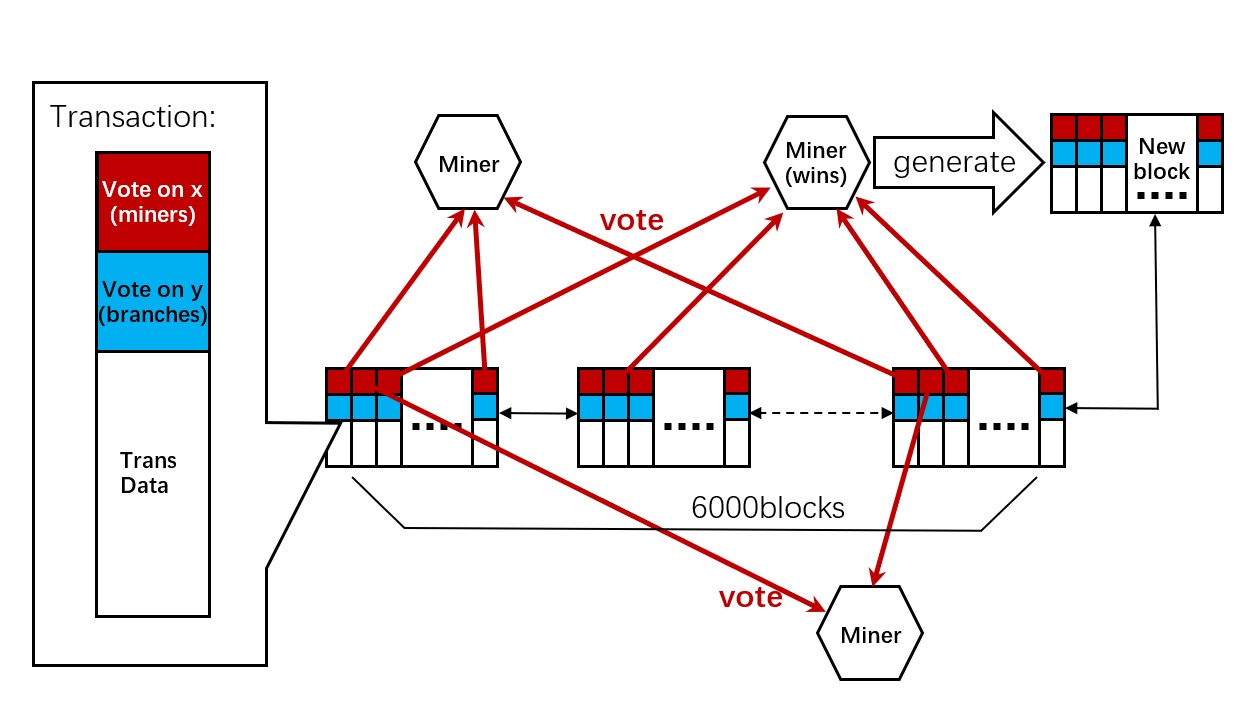 Transaction:
Vote on x
(miners)
Vote on y
(branches)
Trans
Data
Miner
vote
Miner
(wins)
generate
New
block
6000blocks
vote
Miner